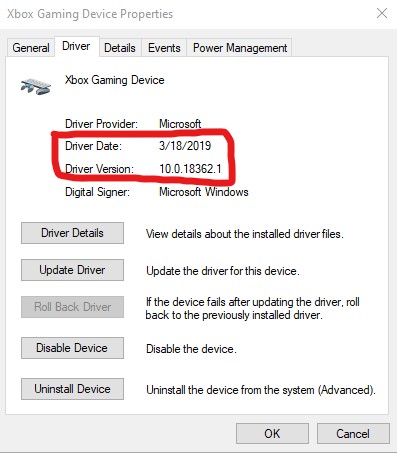 Xbox Gaming Device Properties
General Driver Details Events Power Management
Xbox Gaming Device
Driver Provider: Microsoft
Driver Date: 3/18/2019
Driver Version: 10.0.18362.1
Digital Signer: Microsoft Windows
Driver Details View details about the installed driver files.
Update Driver Update the driver for this device.
Roll Back Driver If the device fails after updating the driver, roll
back to the previously installed driver.
Disable Device Disable the device.
Uninstall Device Uninstall the device from the system (Advanced).
OK Cancel